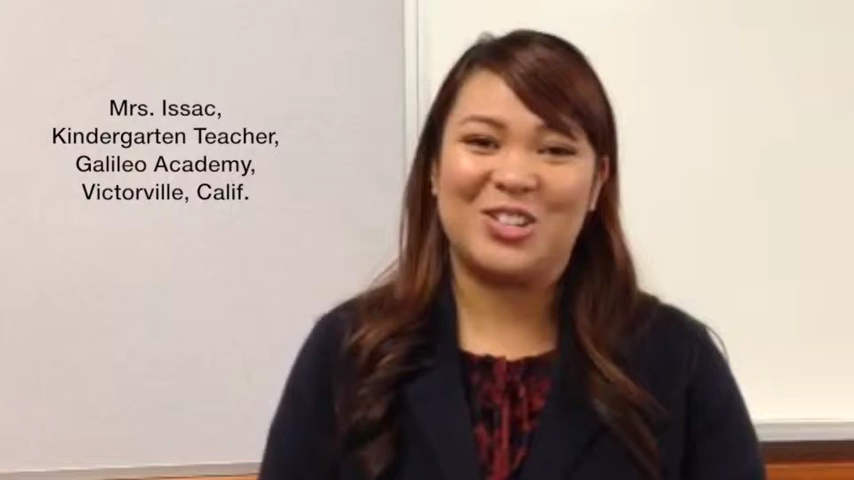 Mrs. Issac,
Kindergarten Teacher,
Galileo Academy,
Victorville, Calif.